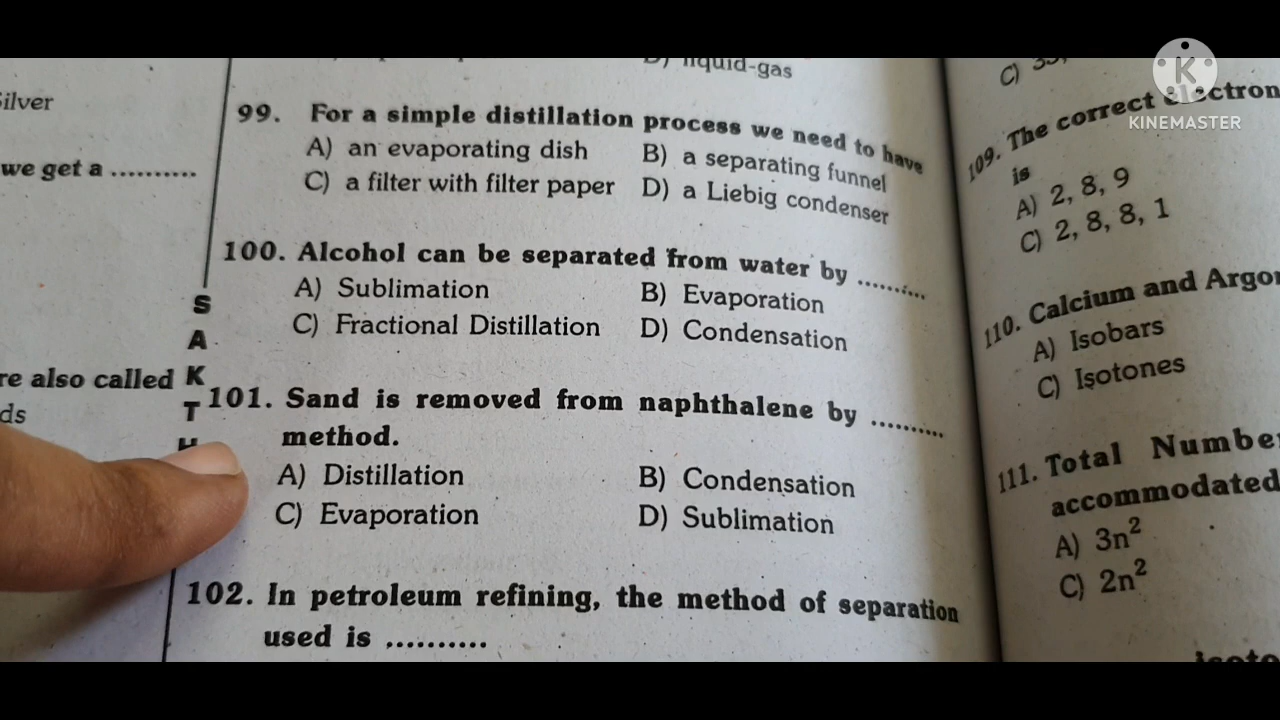 KINEMASTER
ilver
we get a ..........
re also called
ds
S
A
K
T
H
liquid-gas
99. For a simple distillation process we need to have
A) an evaporating dish B) a separating funnel
C) a filter with filter paper D) a Liebig condenser
100. Alcohol can be separated from water by ..........
A) Sublimation B) Evaporation
C) Fractional Distillation D) Condensation
101. Sand is removed from naphthalene by ..........
method.
A) Distillation B) Condensation
C) Evaporation D) Sublimation
102. In petroleum refining, the method of separation
used is ..........
C)
109. The correct electron
is
A) 2, 8, 9
C) 2, 8, 8, 1
110. Calcium and Argo
A) Isobars
C) Isotones
111. Total Number
accommodated
A) 3n²
C) 2n²